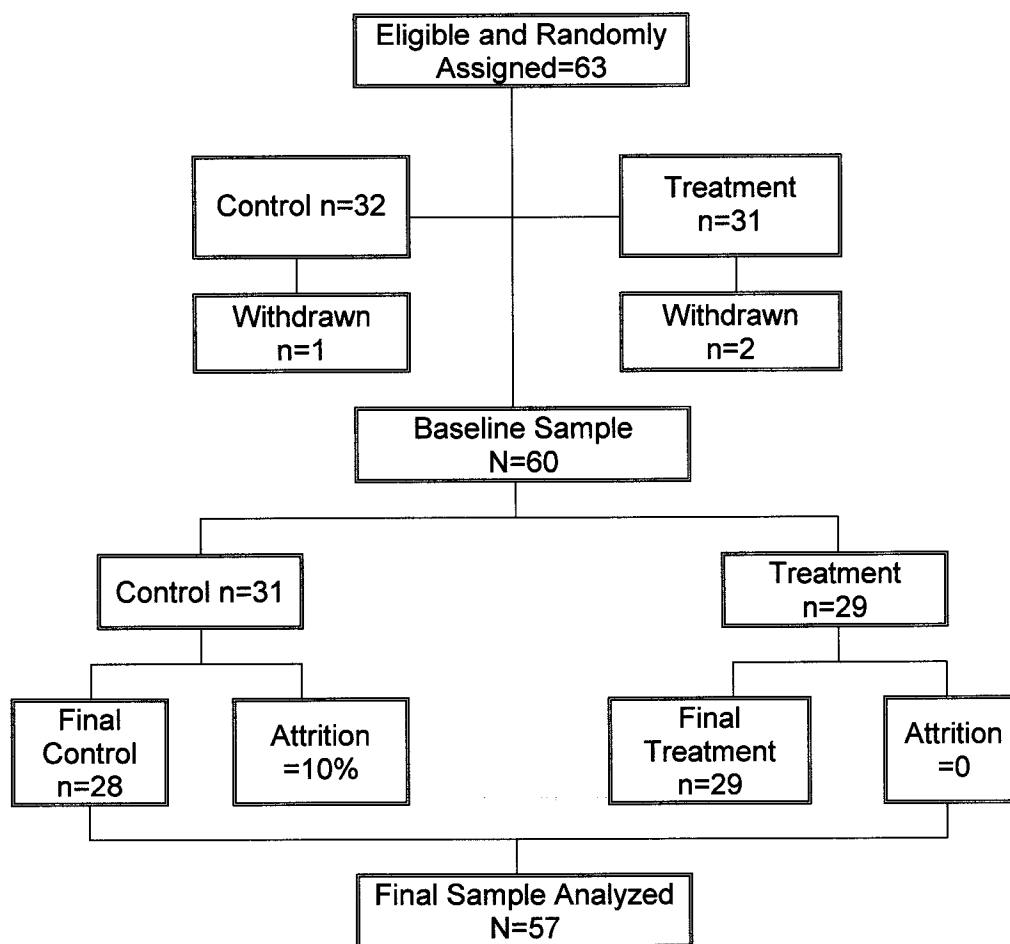 Eligible and Randomly
Assigned=63
Control n=32
Treatment
n=31
Withdrawn
n=1
Withdrawn
n=2
Baseline Sample
N=60
Control n=31
Treatment
n=29
Final
Control
n=28
Attrition
=10%
Final
Treatment
n=29
Attrition
=0
Final Sample Analyzed
N=57